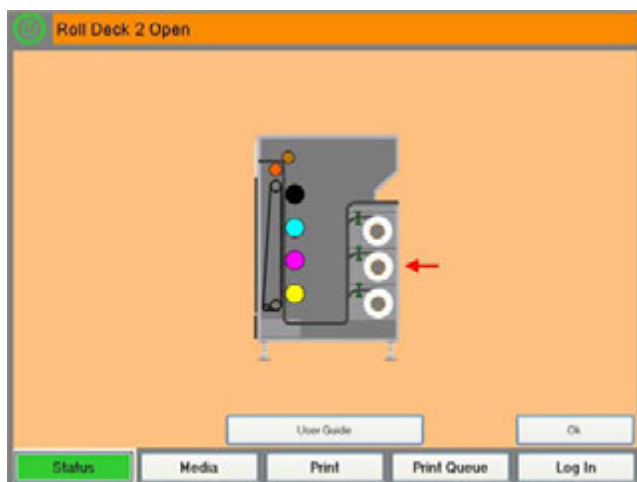 Roll Deck 2 Open
User Guide
Ok
Status Media Print Print Queue Log In